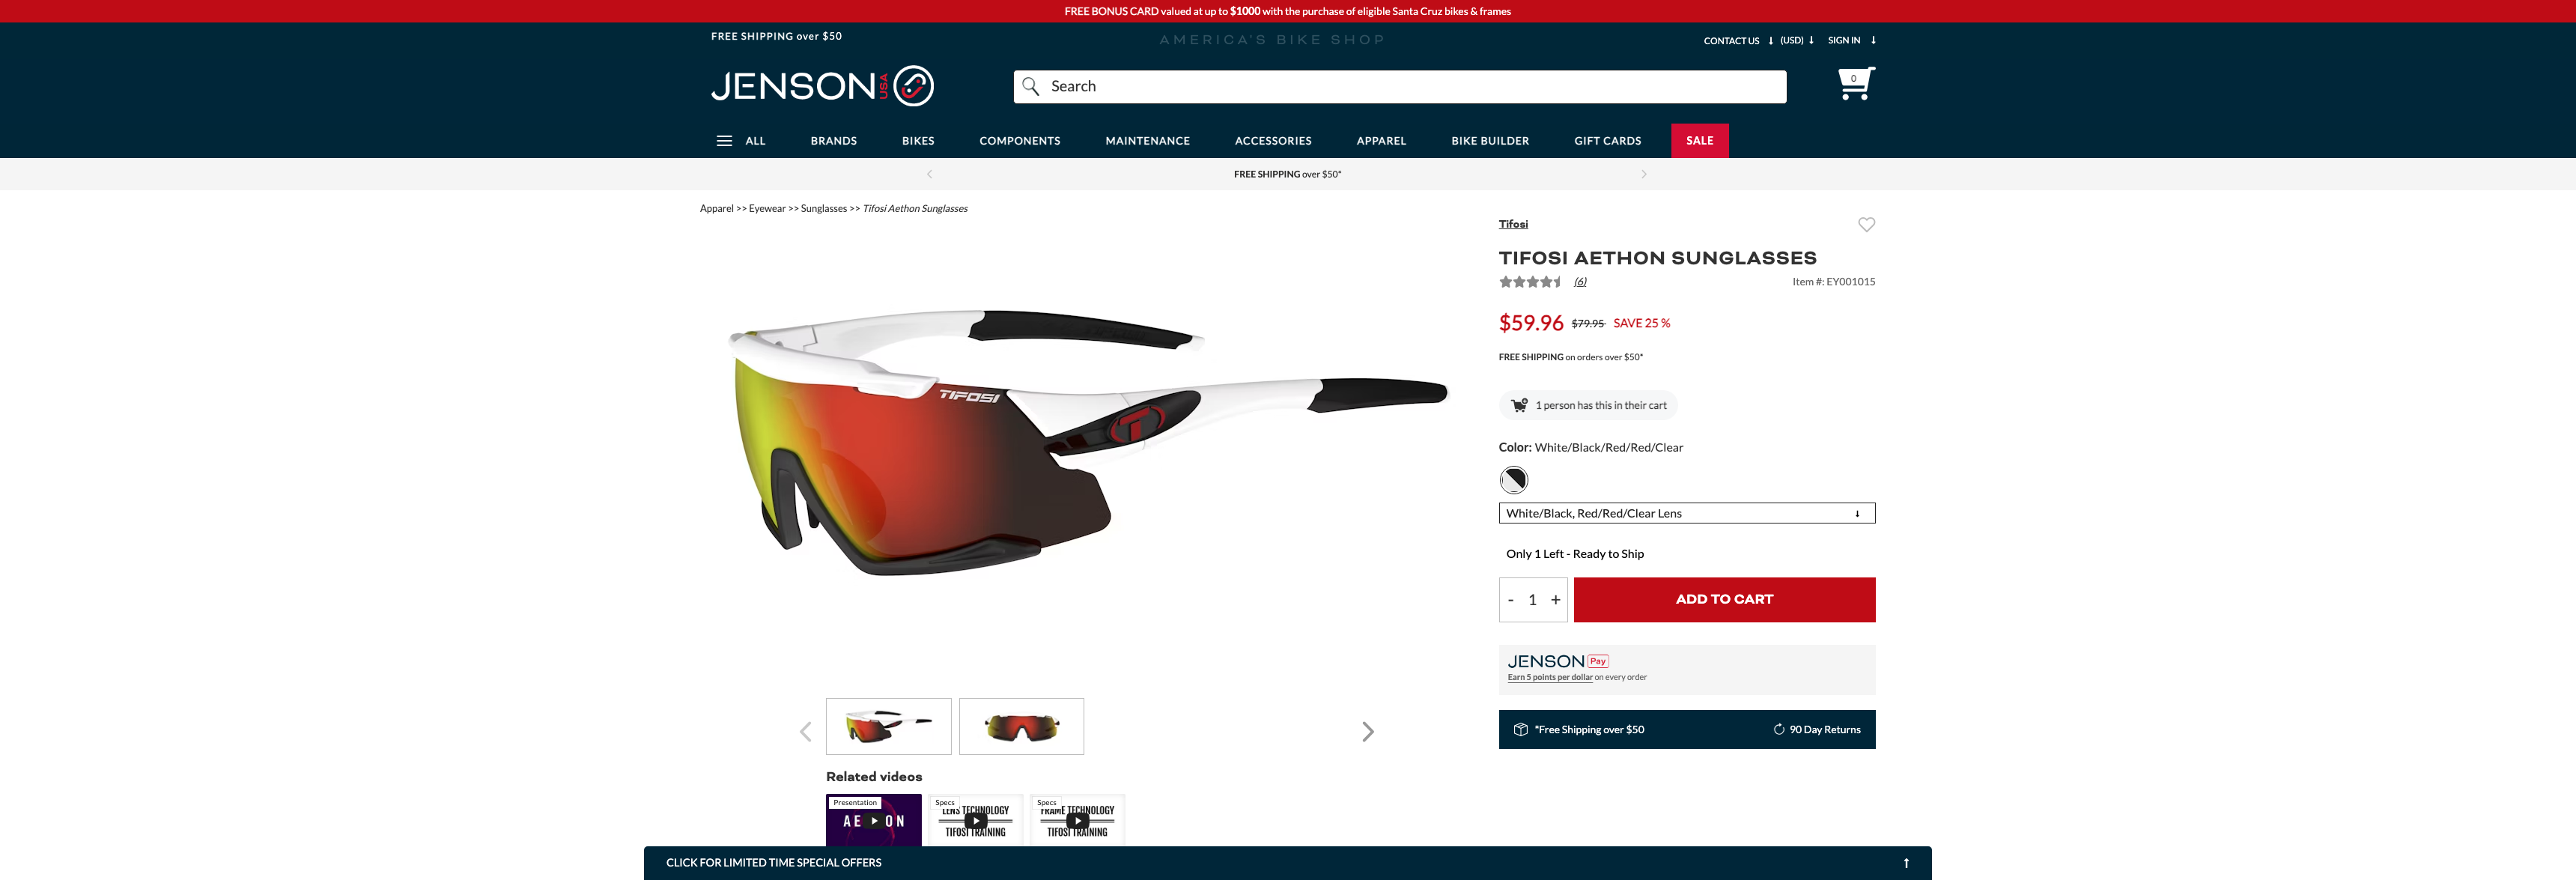 FREE BONUS CARD valued at up to $1000 with the purchase of eligible Santa Cruz bikes & frames
FREE SHIPPING over $50
AMERICA'S BIKE SHOP
CONTACT US
(USD)
SIGN IN
JENSON USA
Search
0
ALL
BRANDS
BIKES
COMPONENTS
MAINTENANCE
ACCESSORIES
APPAREL
BIKE BUILDER
GIFT CARDS
SALE
FREE SHIPPING over $50*
Apparel >> Eyewear >> Sunglasses >> Tifosi Aethon Sunglasses
Tifosi
TIFOSI AETHON SUNGLASSES
(6)
Item #: EY001015
$59.96 $79.95 SAVE 25 %
FREE SHIPPING on orders over $50*
1 person has this in their cart
Color: White/Black/Red/Red/Clear
White/Black, Red/Red/Clear Lens
Only 1 Left - Ready to Ship
- 1 +
ADD TO CART
JENSON Pay
Earn 5 points per dollar on every order
*Free Shipping over $50
90 Day Returns
TIFOSI
T
Related videos
Presentation
Specs
LENS TECHNOLOGY
TIFOSI TRAINING
Specs
FRAME TECHNOLOGY
TIFOSI TRAINING
CLICK FOR LIMITED TIME SPECIAL OFFERS